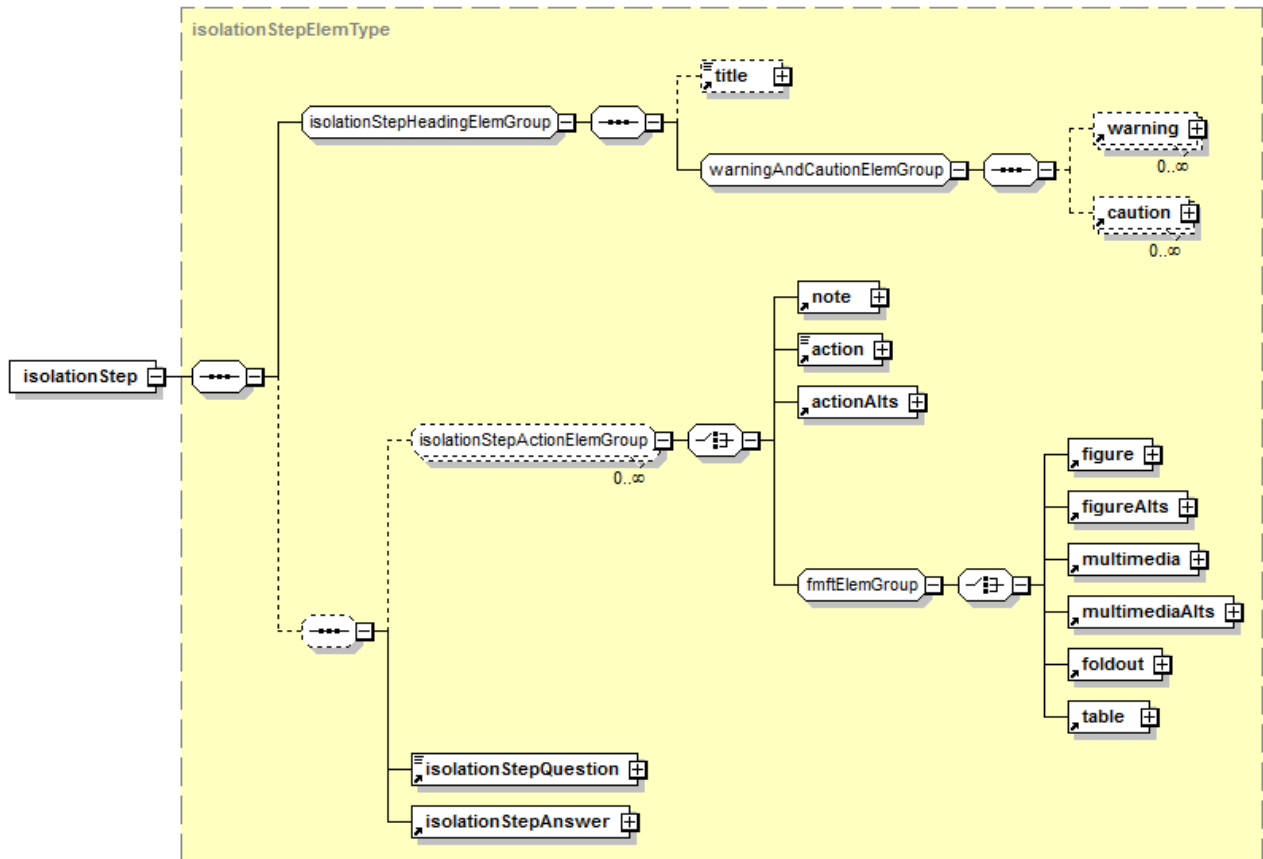 isolationStepElemType
title
isolationStepHeadingElemGroup
warning
0..∞
warningAndCautionElemGroup
caution
0..∞
note
action
isolationStep
actionAlts
isolationStepActionElemGroup
0..∞
figure
figureAlts
multimedia
fmftElemGroup
multimediaAlts
foldout
table
isolationStepQuestion
isolationStepAnswer